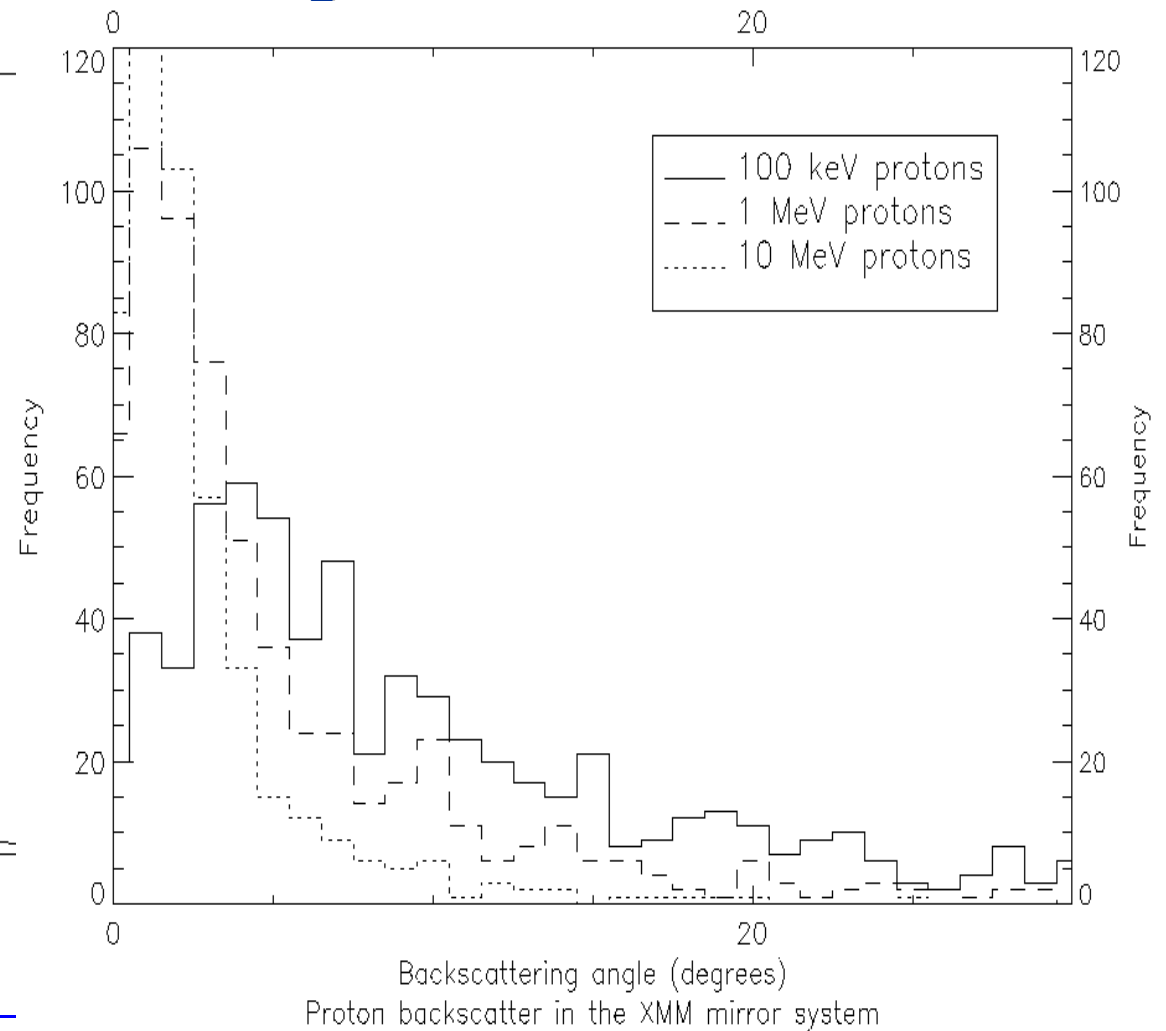 0 20
120 120
100 keV protons
1 MeV protons
10 MeV protons
100 100
80 80
Frequency
Frequency
60 60
40 40
20 20
0 0
0 20
Backscattering angle (degrees)
Proton backscatter in the XMM mirror system